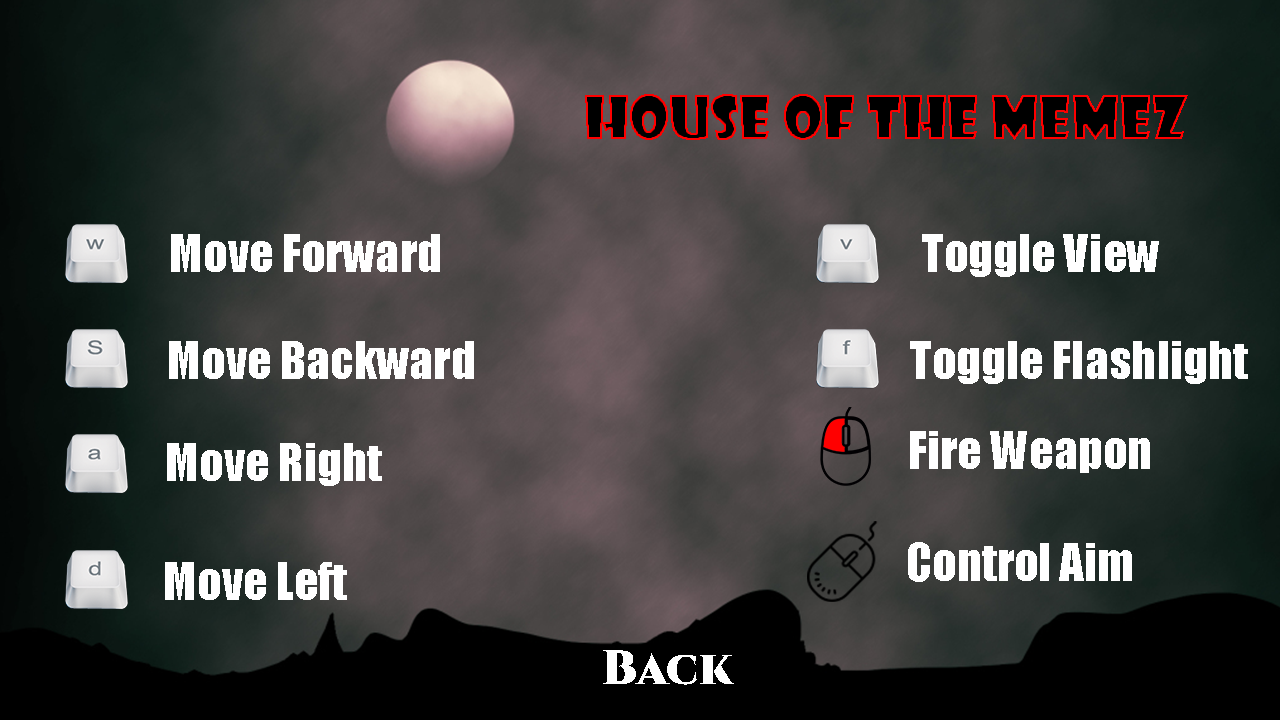 HOUSE OF THE MEMEZ
w Move Forward
S Move Backward
a Move Right
d Move Left
v Toggle View
f Toggle Flashlight
Fire Weapon
Control Aim
BACK